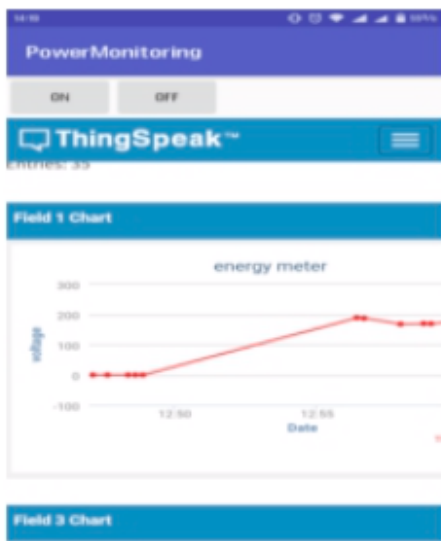 PowerMonitoring
ON OFF
ThingSpeak™
Entries: 35
Field 1 Chart
energy meter
300
200
100
0
-100
voltage
12:50 12:55
Date
Field 3 Chart